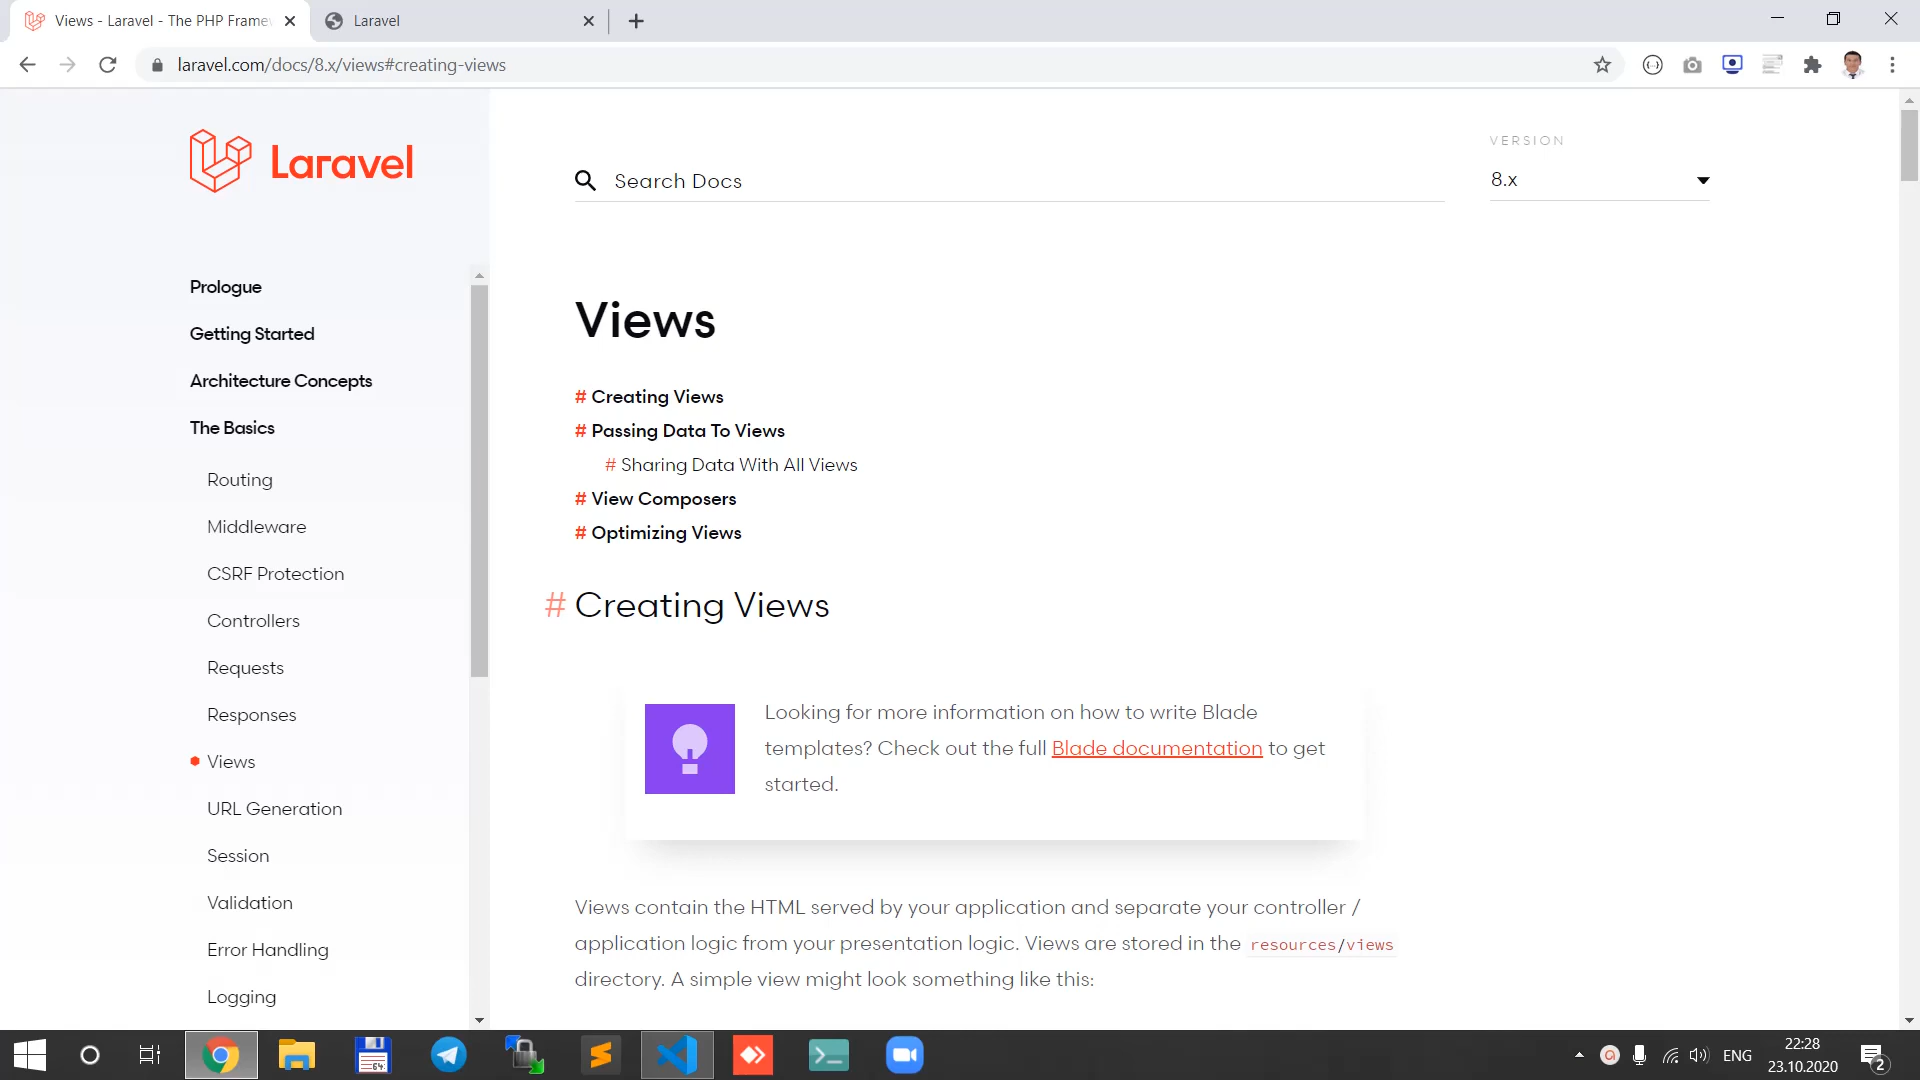 Views - Laravel - The PHP Frame
Laravel
laravel.com/docs/8.x/views#creating-views
Laravel
Search Docs
VERSION
8.x
Prologue
Getting Started
Architecture Concepts
The Basics
Routing
Middleware
CSRF Protection
Controllers
Requests
Responses
Views
URL Generation
Session
Validation
Error Handling
Logging
Views
# Creating Views
# Passing Data To Views
# Sharing Data With All Views
# View Composers
# Optimizing Views
# Creating Views
Looking for more information on how to write Blade
templates? Check out the full Blade documentation to get
started.
Views contain the HTML served by your application and separate your controller /
application logic from your presentation logic. Views are stored in the resources/views
directory. A simple view might look something like this:
64
ENG
22:28
23.10.2020
2